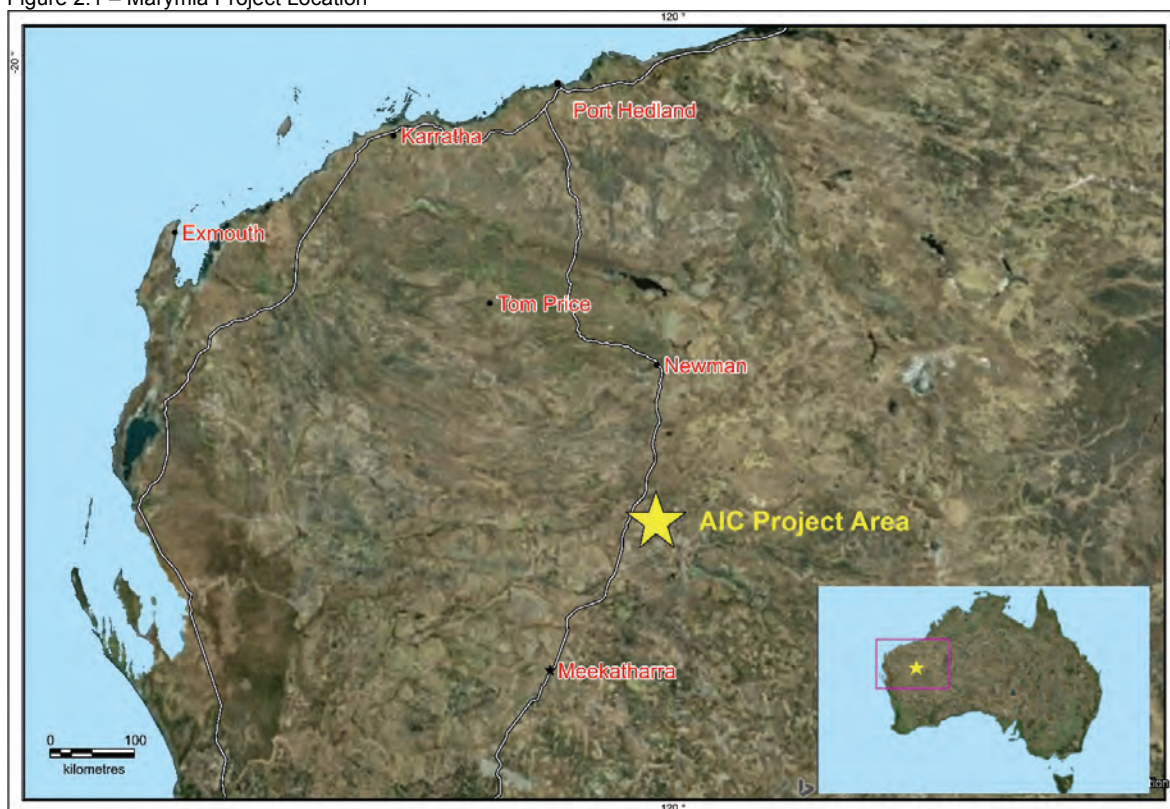 Figure 2.1 – Marymia Project Location
120 °
-20 °
Port Hedland
Karratha
Exmouth
Tom Price
Newman
AIC Project Area
Meekatharra
0 100
kilometres
120 °